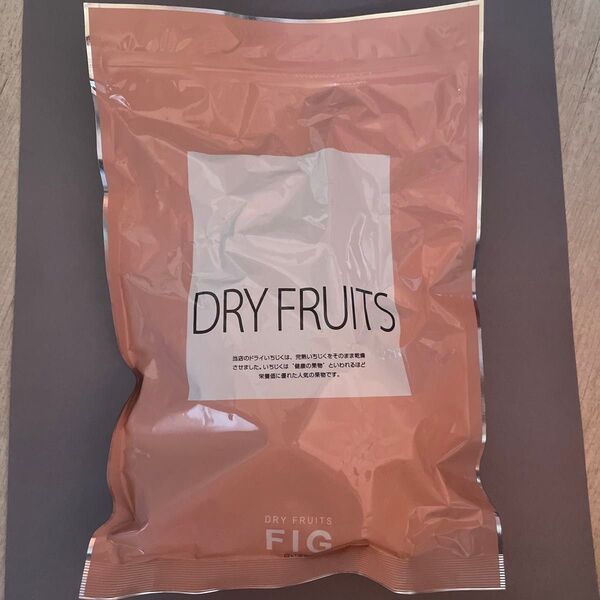 DRY FRUITS
当店のドライいちじくは、完熟いちじくをそのまま乾燥
させました。いちじくは"健康の果物"といわれるほど
栄養価に優れた人気の果物です。
DRY FRUITS
FIG